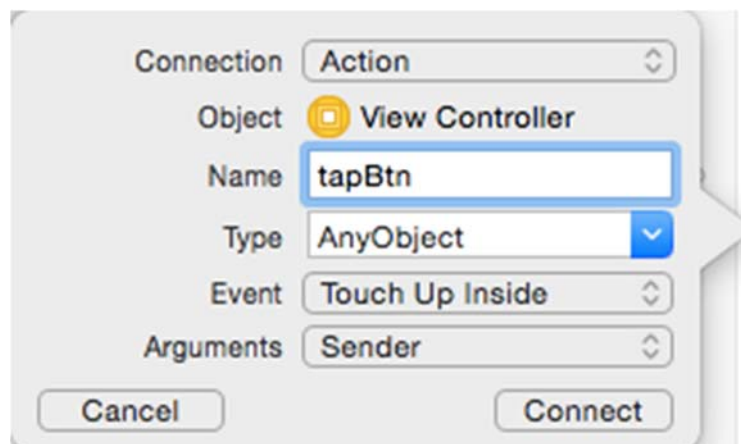 Connection Action
Object View Controller
Name tapBtn
Type AnyObject
Event Touch Up Inside
Arguments Sender
Cancel Connect